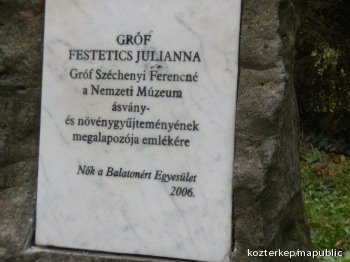 GRÓF
FESTETICS JULIANNA
Gróf Széchenyi Ferencné
a Nemzeti Múzeum
ásvány-
és növénygyűjteményének
megalapozója emlékére
Nők a Balatonért Egyesület
2006.
kozterkep/mapublic